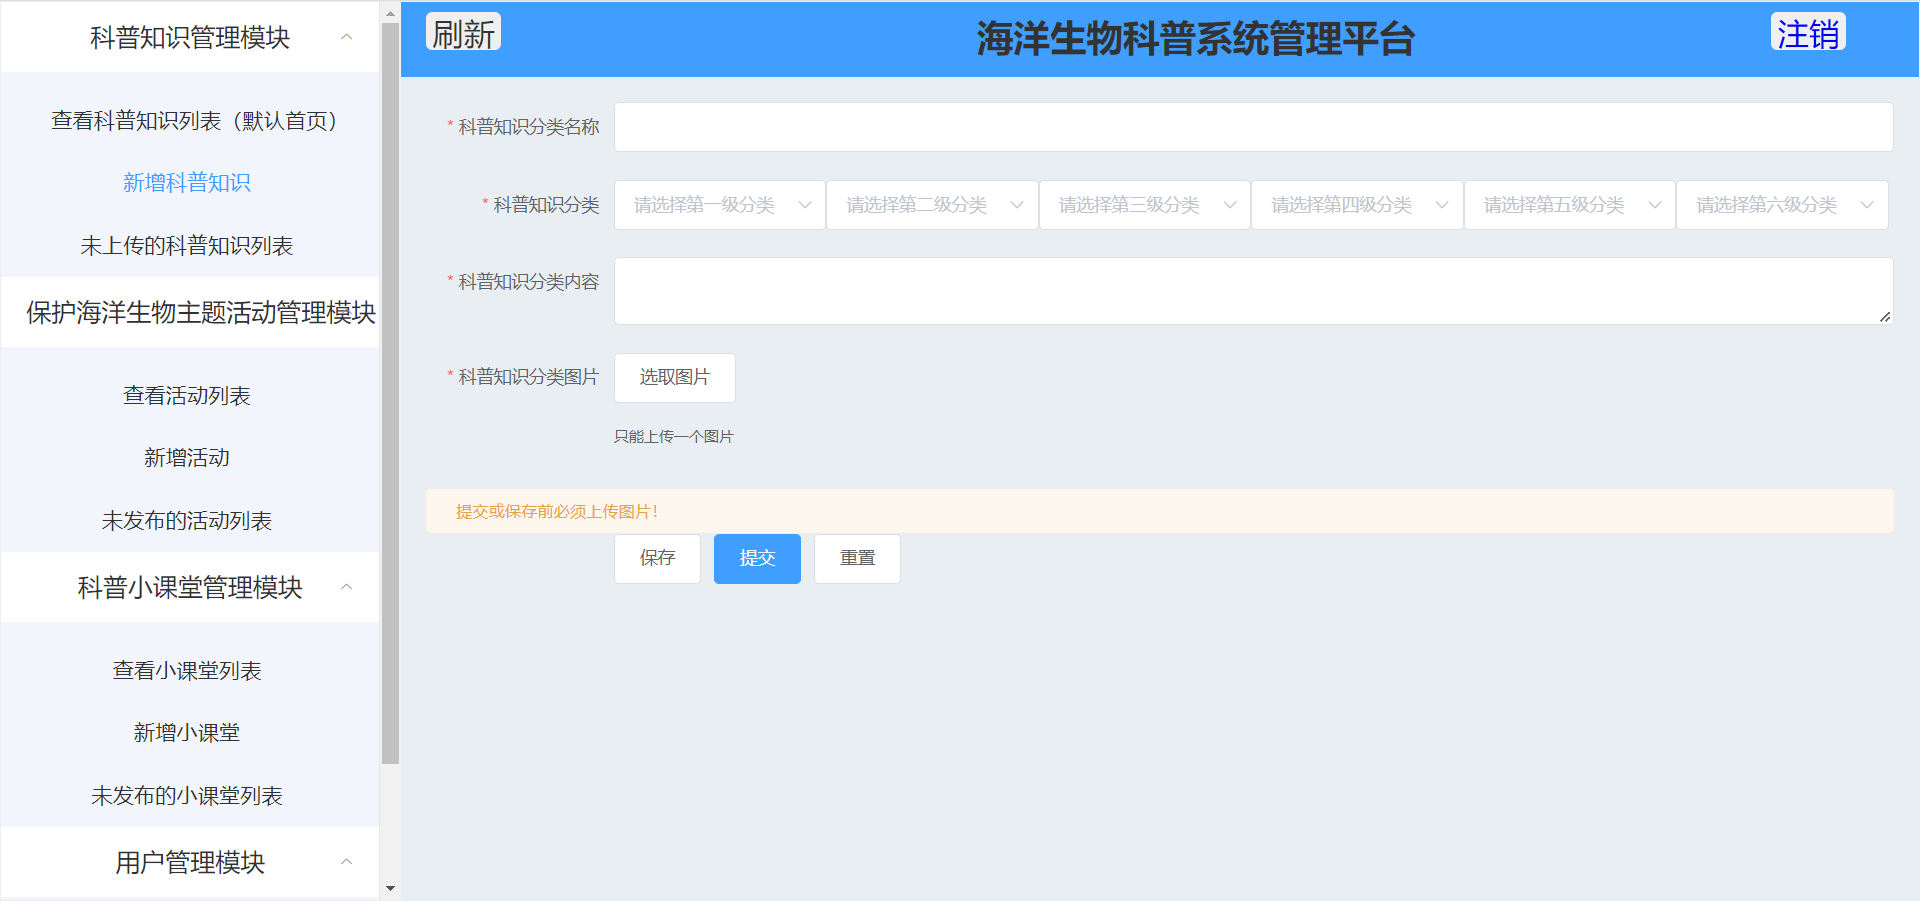 科普知识管理模块
查看科普知识列表（默认首页）
新增科普知识
未上传的科普知识列表
保护海洋生物主题活动管理模块
查看活动列表
新增活动
未发布的活动列表
科普小课堂管理模块
查看小课堂列表
新增小课堂
未发布的小课堂列表
用户管理模块
刷新 海洋生物科普系统管理平台 注销
* 科普知识分类名称
* 科普知识分类 请选择第一级分类 请选择第二级分类 请选择第三级分类 请选择第四级分类 请选择第五级分类 请选择第六级分类
* 科普知识分类内容
* 科普知识分类图片 选取图片
只能上传一个图片
提交或保存前必须上传图片！
保存 提交 重置